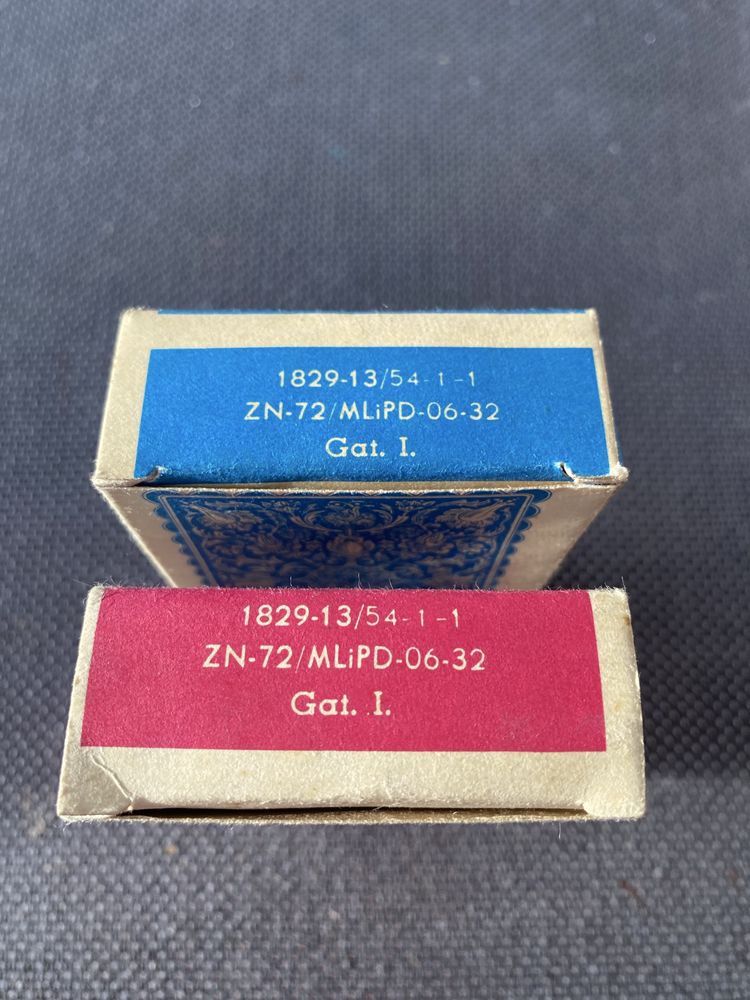 1829-13/54-1-1
ZN-72/MLiPD-06-32
Gat. I.
1829-13/54-1-1
ZN-72/MLiPD-06-32
Gat. I.